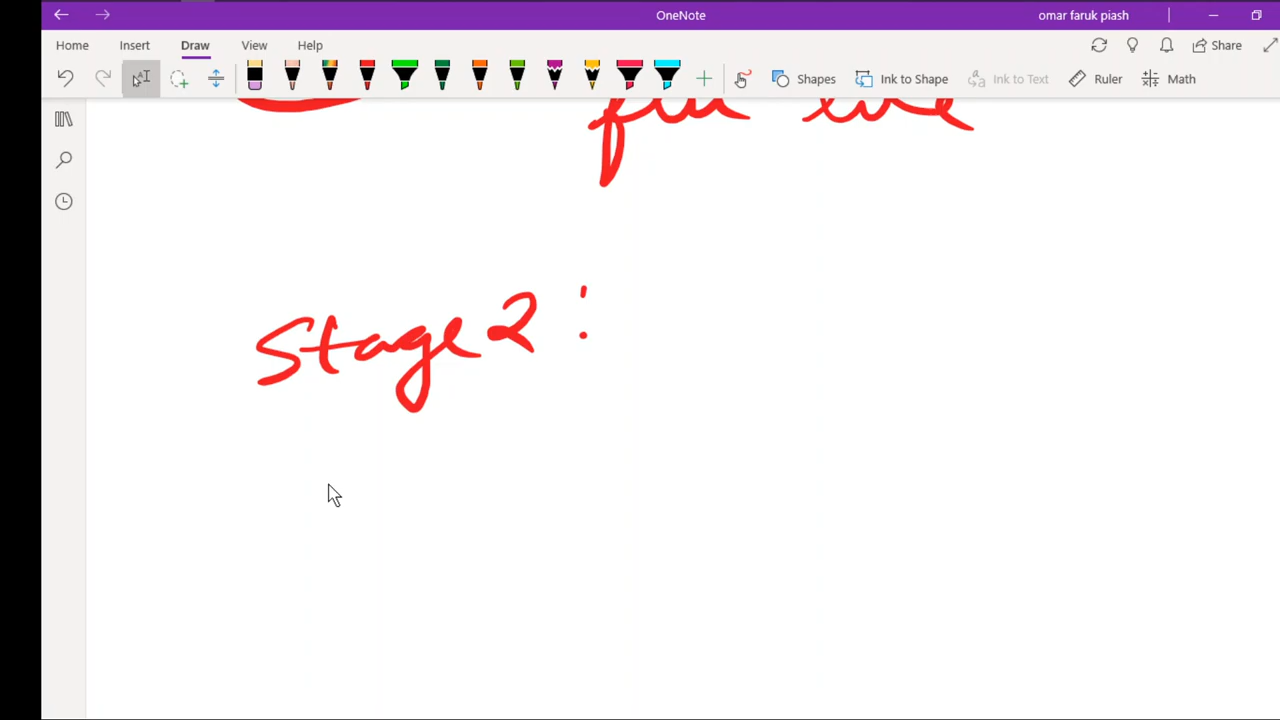 OneNote
omar faruk piash
Home Insert Draw View Help
Share
Shapes
Ink to Shape
Ink to Text
Ruler
Math
Stage 2 :